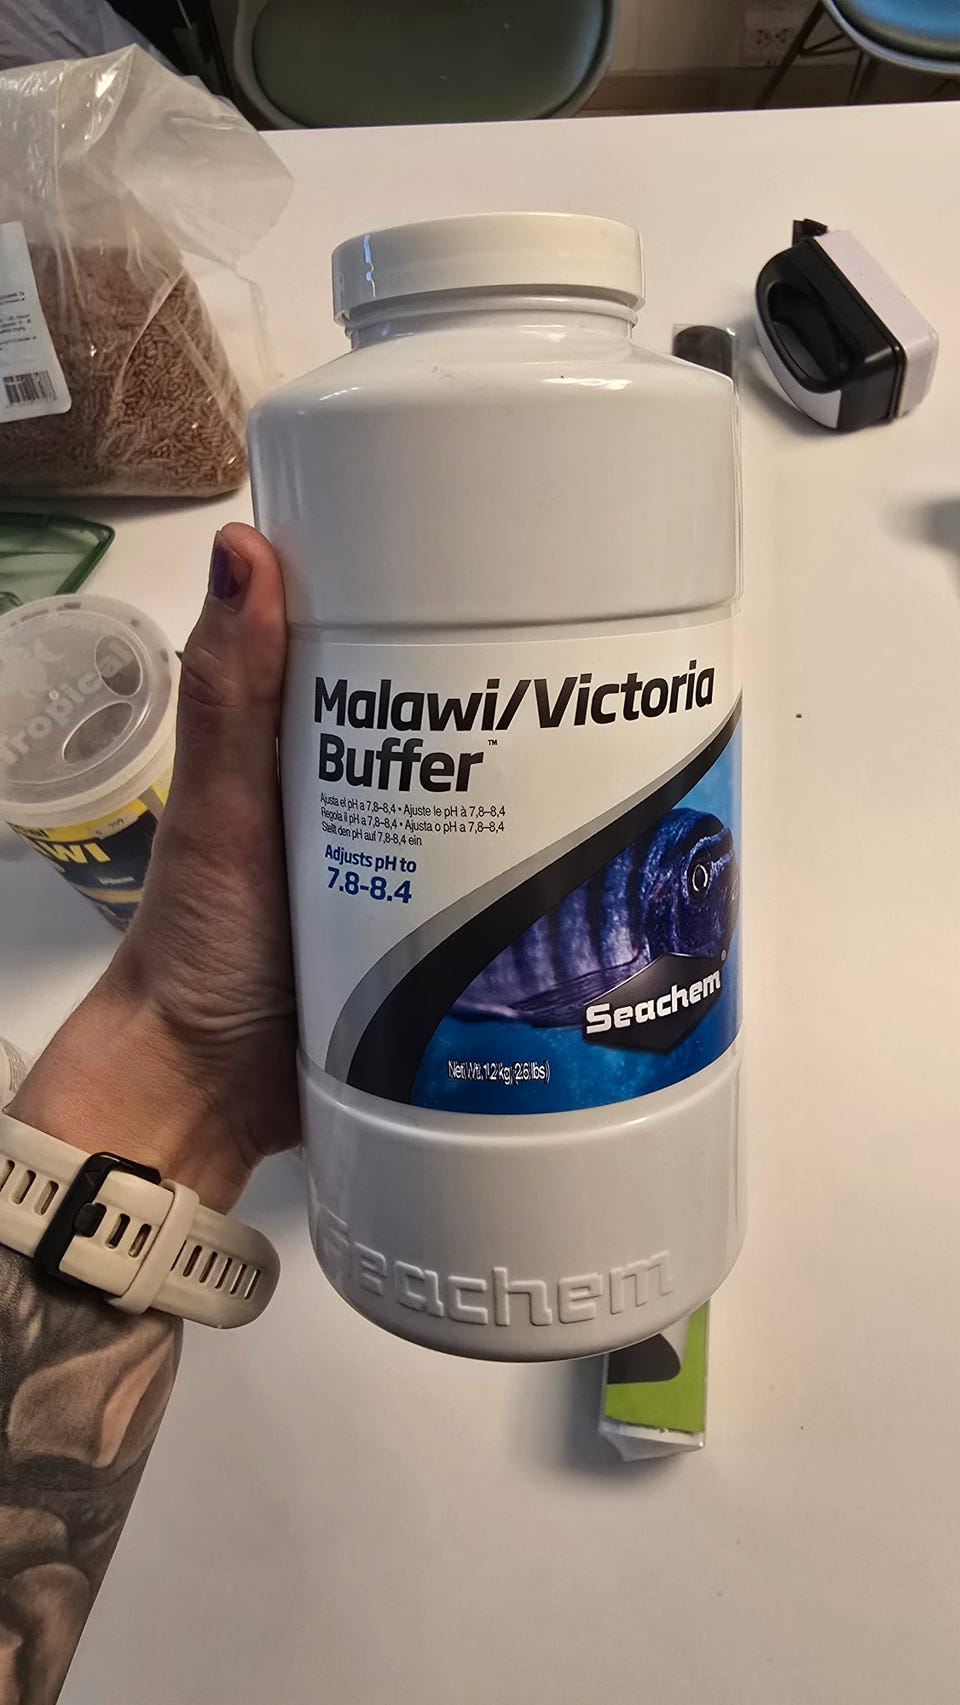 Malawi/Victoria
Buffer™
Ajusta el pH a 7,8–8,4 • Ajuste le pH à 7,8–8,4
Regola il pH a 7,8–8,4 • Ajusta o pH a 7,8–8,4
Stellt den pH auf 7,8-8,4 ein
Adjusts pH to
7.8-8.4
Seachem®
Net Wt. 1.2 kg (2.6 lbs)
Seachem
Tropical